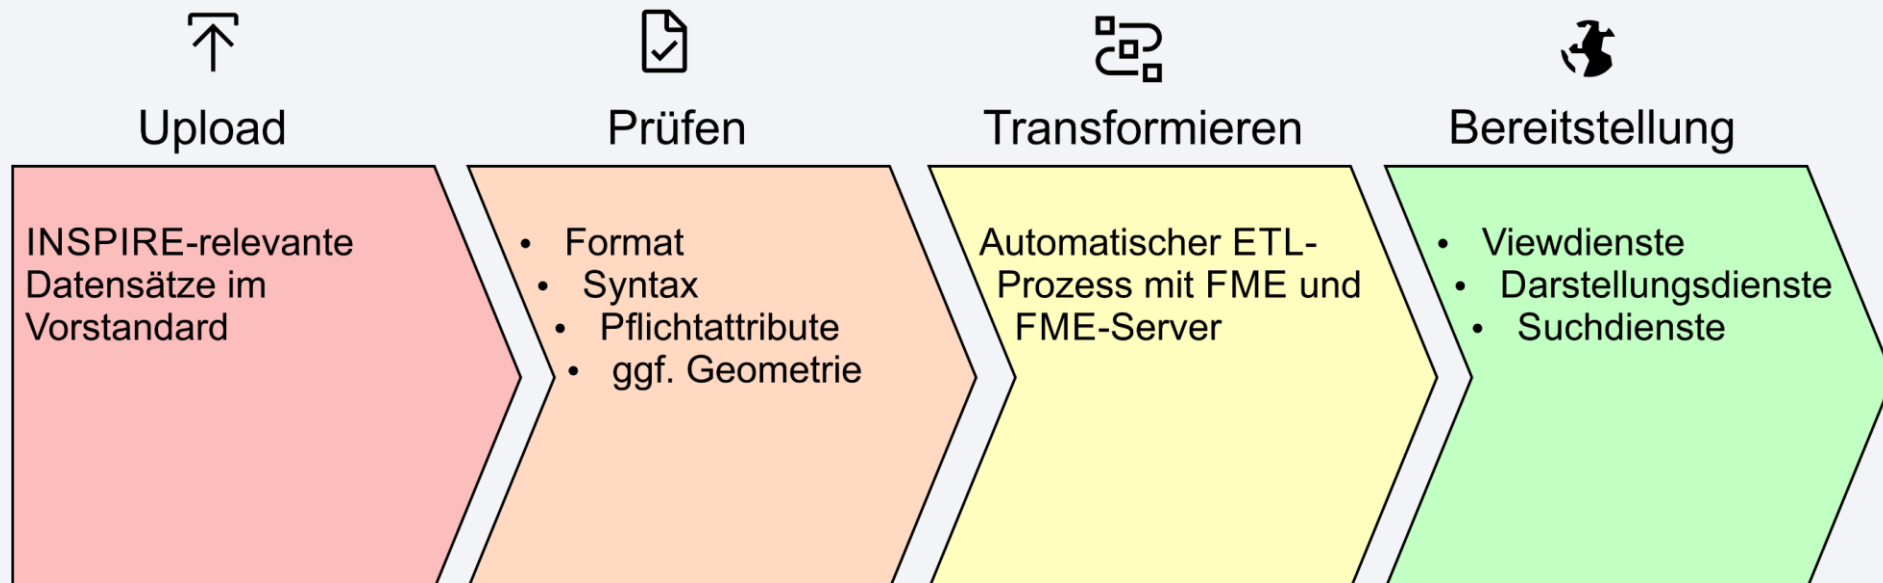 Upload
INSPIRE-relevante
Datensätze im
Vorstandard
Prüfen
• Format
• Syntax
• Pflichtattribute
• ggf. Geometrie
Transformieren
Automatischer ETL-
Prozess mit FME und
FME-Server
Bereitstellung
• Viewdienste
• Darstellungsdienste
• Suchdienste